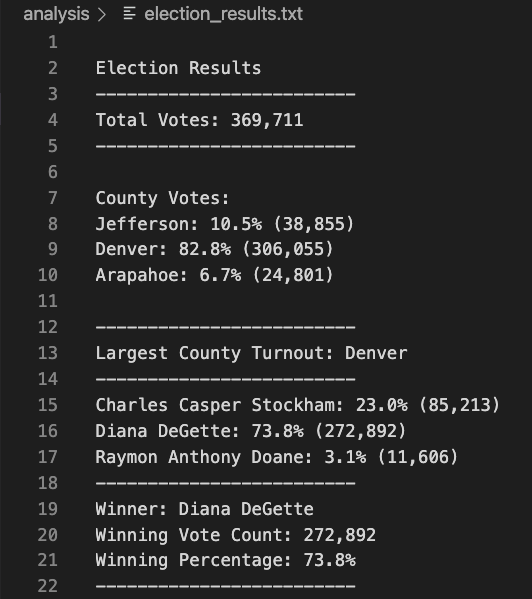 analysis > election_results.txt
1
2 Election Results
3 -------------------------
4 Total Votes: 369,711
5 -------------------------
6
7 County Votes:
8 Jefferson: 10.5% (38,855)
9 Denver: 82.8% (306,055)
10 Arapahoe: 6.7% (24,801)
11
12 -------------------------
13 Largest County Turnout: Denver
14 -------------------------
15 Charles Casper Stockham: 23.0% (85,213)
16 Diana DeGette: 73.8% (272,892)
17 Raymon Anthony Doane: 3.1% (11,606)
18 -------------------------
19 Winner: Diana DeGette
20 Winning Vote Count: 272,892
21 Winning Percentage: 73.8%
22 -------------------------